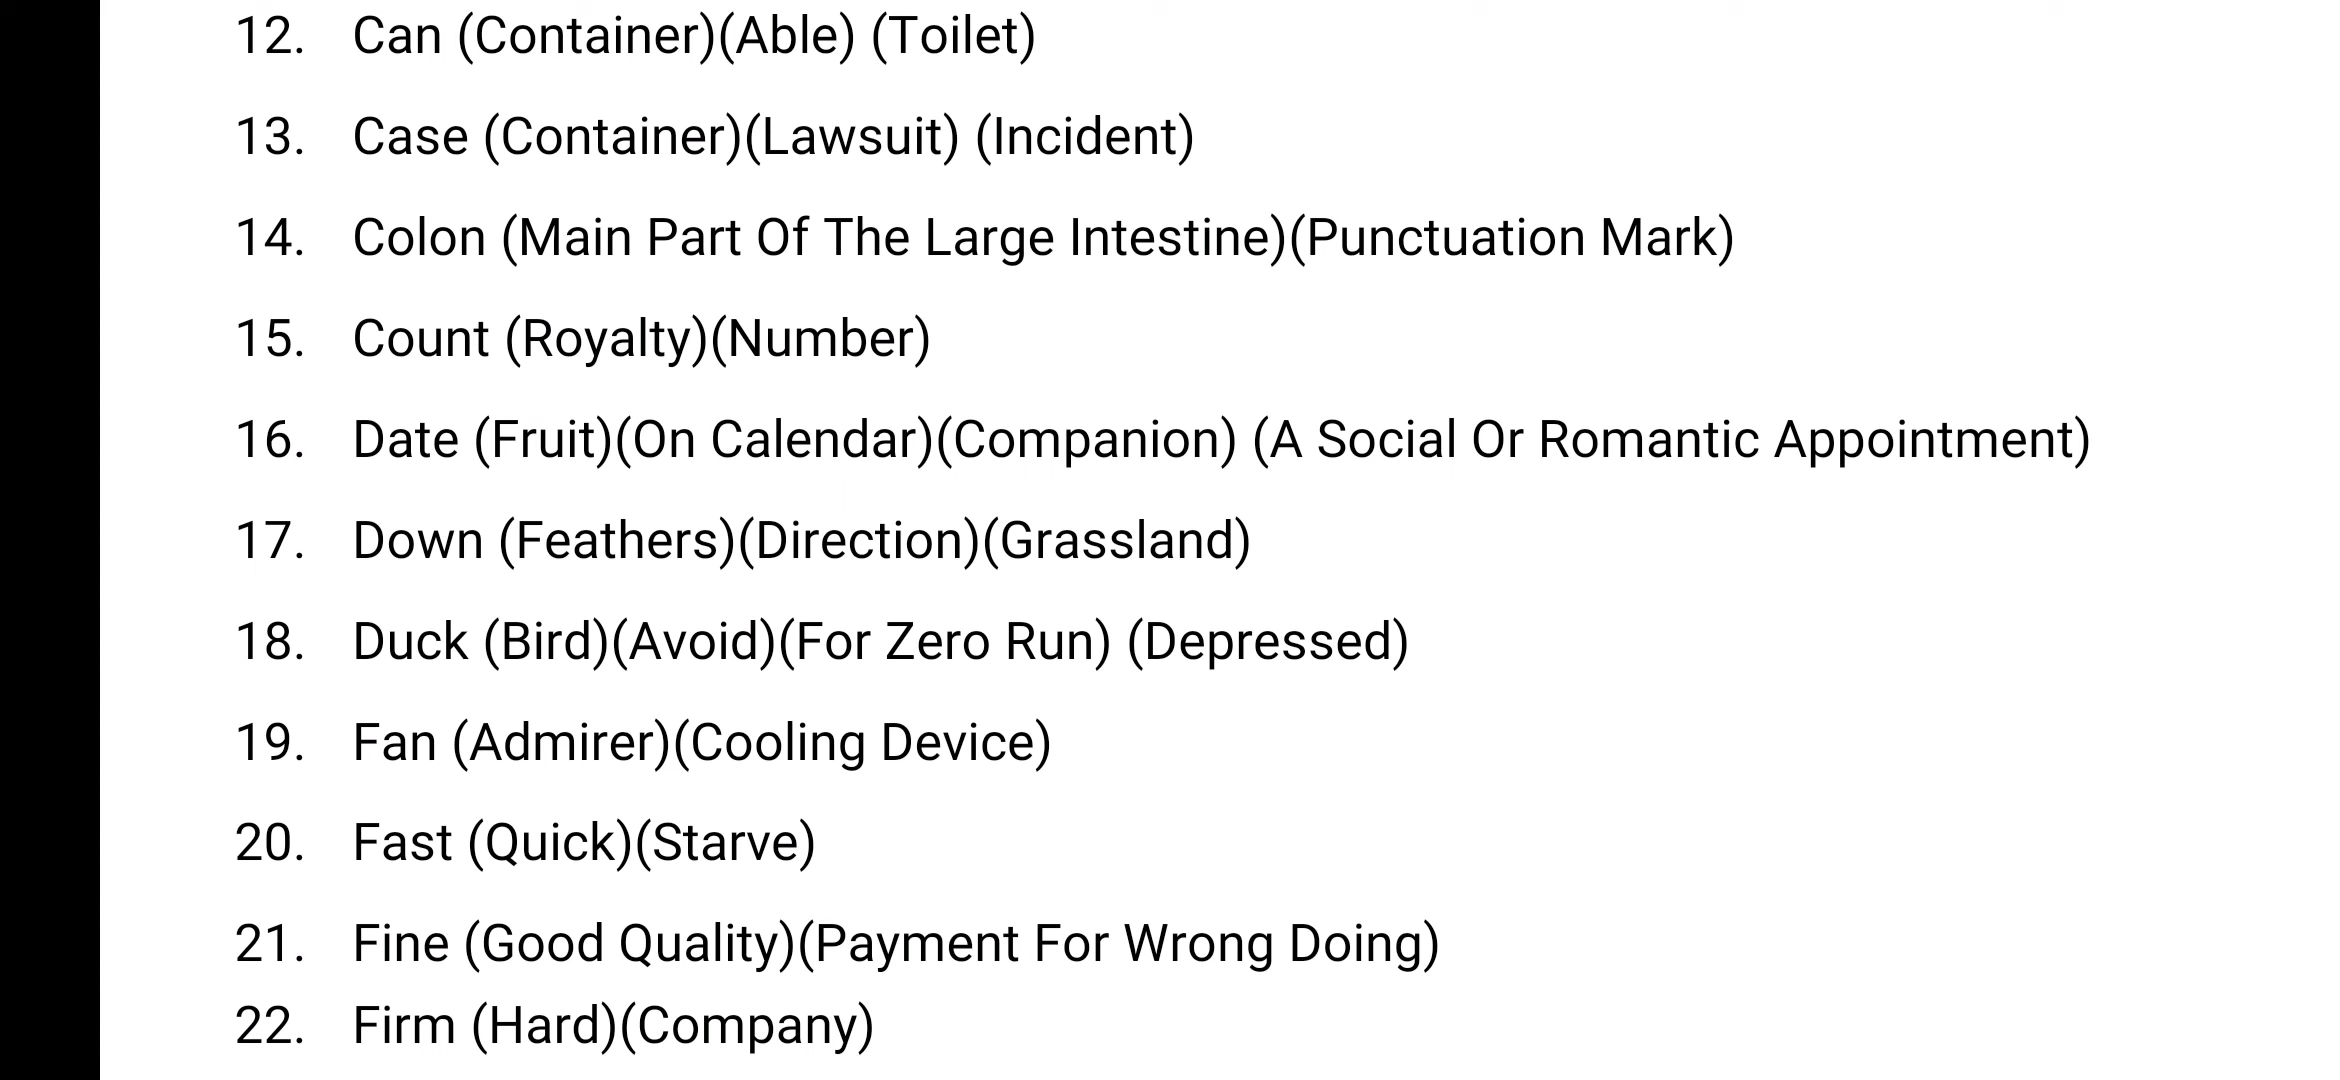 12. Can (Container)(Able) (Toilet)
13. Case (Container)(Lawsuit) (Incident)
14. Colon (Main Part Of The Large Intestine)(Punctuation Mark)
15. Count (Royalty)(Number)
16. Date (Fruit)(On Calendar)(Companion) (A Social Or Romantic Appointment)
17. Down (Feathers)(Direction)(Grassland)
18. Duck (Bird)(Avoid)(For Zero Run) (Depressed)
19. Fan (Admirer)(Cooling Device)
20. Fast (Quick)(Starve)
21. Fine (Good Quality)(Payment For Wrong Doing)
22. Firm (Hard)(Company)